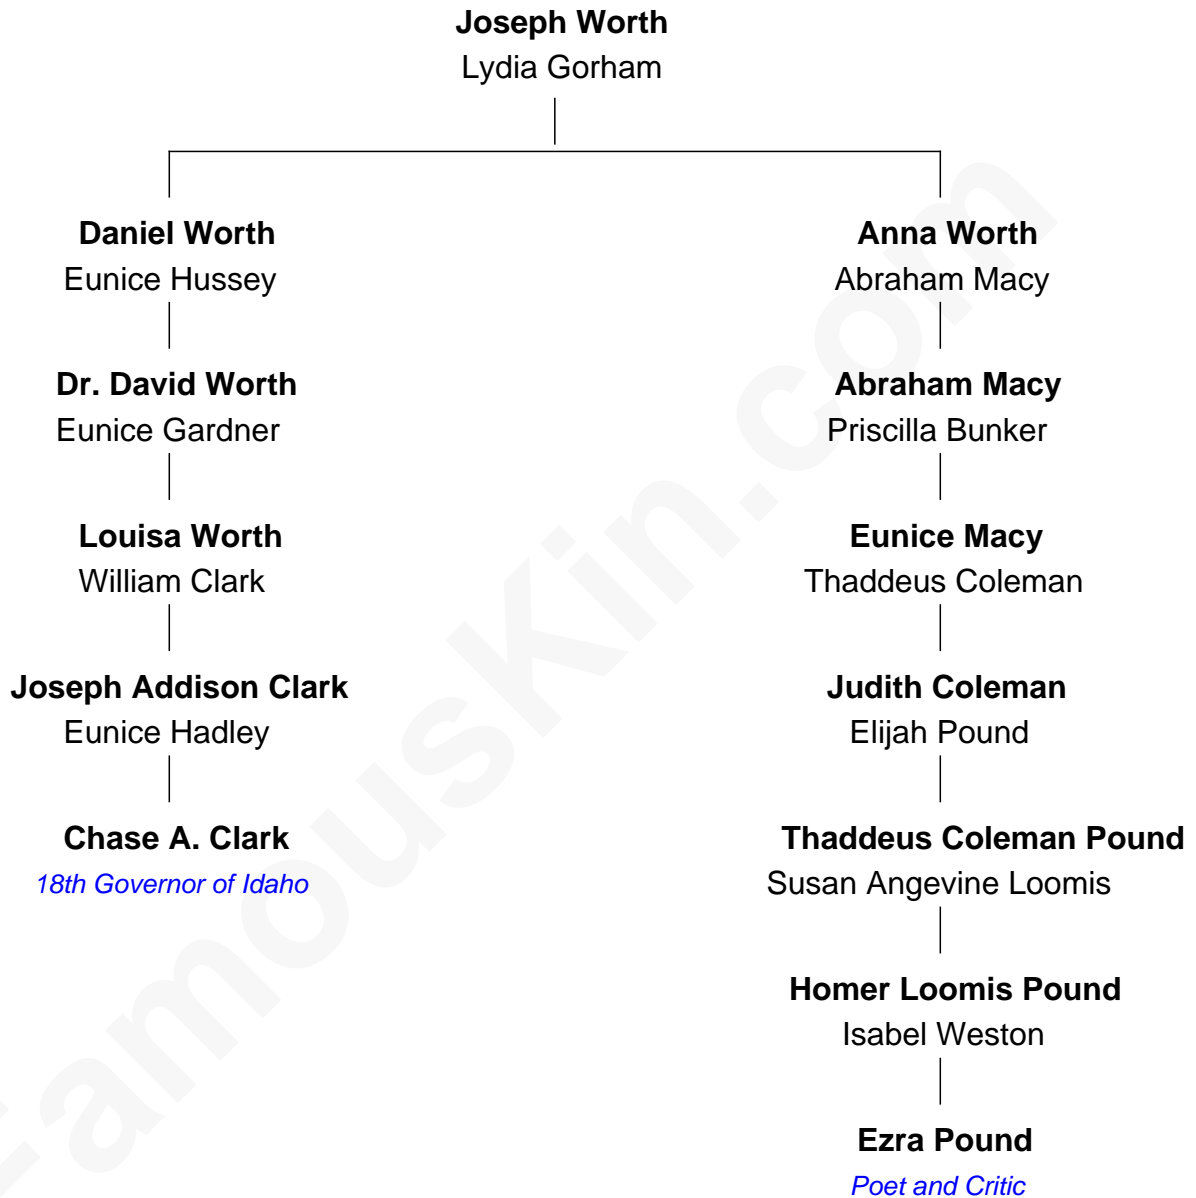 Joseph Worth
Lydia Gorham
Daniel Worth
Eunice Hussey
Dr. David Worth
Eunice Gardner
Louisa Worth
William Clark
Joseph Addison Clark
Eunice Hadley
Chase A. Clark
18th Governor of Idaho
Anna Worth
Abraham Macy
Abraham Macy
Priscilla Bunker
Eunice Macy
Thaddeus Coleman
Judith Coleman
Elijah Pound
Thaddeus Coleman Pound
Susan Angevine Loomis
Homer Loomis Pound
Isabel Weston
Ezra Pound
Poet and Critic
FamousKin.com